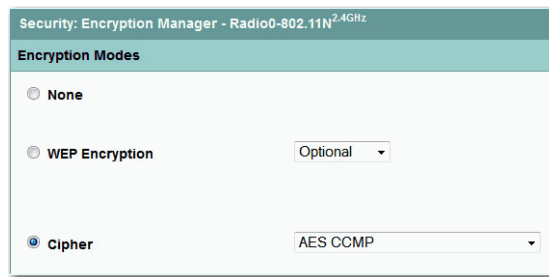 Security: Encryption Manager - Radio0-802.11N2.4GHz
Encryption Modes
None
WEP Encryption Optional
Cipher AES CCMP